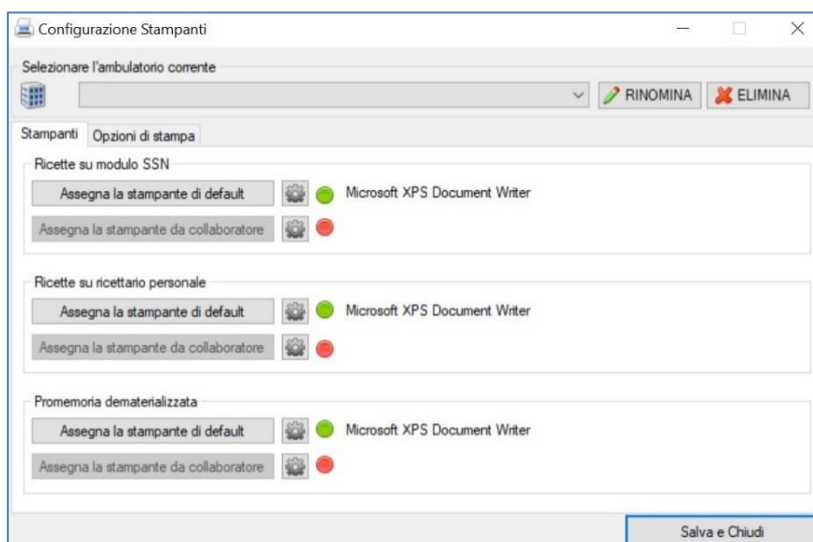 Configurazione Stampanti
Selezionare l'ambulatorio corrente
RINOMINA ELIMINA
Stampanti Opzioni di stampa
Ricette su modulo SSN
Assegna la stampante di default Microsoft XPS Document Writer
Assegna la stampante da collaboratore
Ricette su ricettario personale
Assegna la stampante di default Microsoft XPS Document Writer
Assegna la stampante da collaboratore
Promemoria dematerializzata
Assegna la stampante di default Microsoft XPS Document Writer
Assegna la stampante da collaboratore
Salva e Chiudi